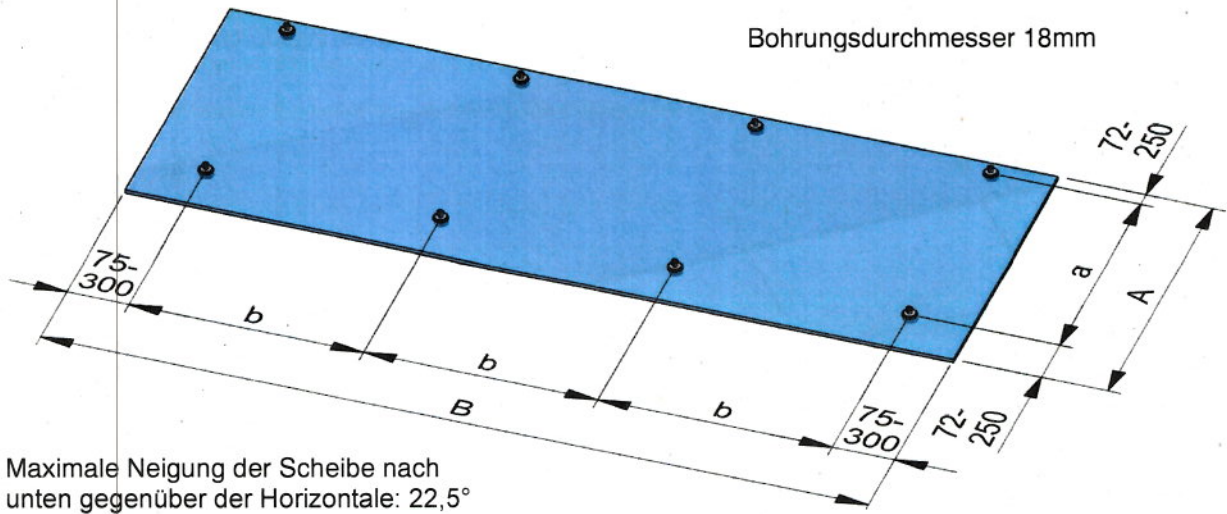 Bohrungsdurchmesser 18mm
72-
250
a
A
75-
300
b
b
b
B
75-
300
72-
250
Maximale Neigung der Scheibe nach
unten gegenüber der Horizontale: 22,5°